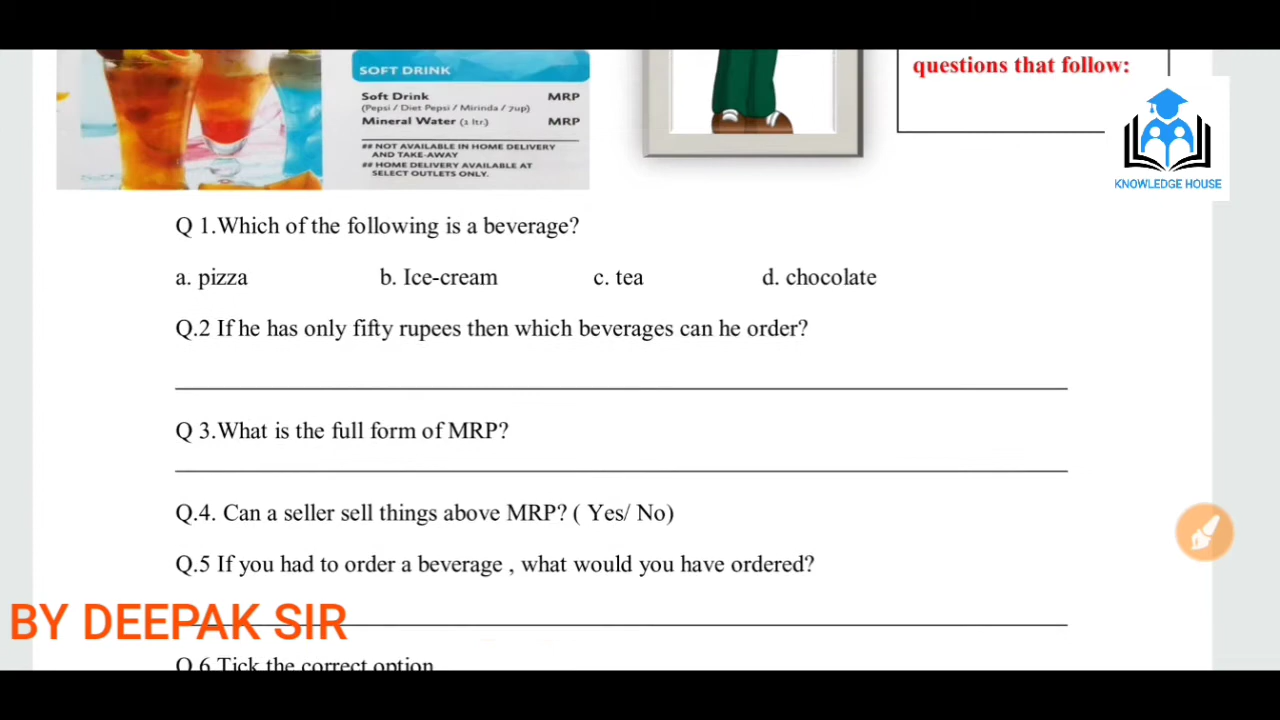 questions that follow:
SOFT DRINK
Soft Drink MRP
(Pepsi / Diet Pepsi / Mirinda / 7up)
Mineral Water (1 ltr.) MRP
## NOT AVAILABLE IN HOME DELIVERY
AND TAKE-AWAY
## HOME DELIVERY AVAILABLE AT
SELECT OUTLETS ONLY.
KNOWLEDGE HOUSE
Q 1.Which of the following is a beverage?
a. pizza b. Ice-cream c. tea d. chocolate
Q.2 If he has only fifty rupees then which beverages can he order?
Q 3.What is the full form of MRP?
Q.4. Can a seller sell things above MRP? ( Yes/ No)
Q.5 If you had to order a beverage , what would you have ordered?
BY DEEPAK SIR
Q.6 Tick the correct option